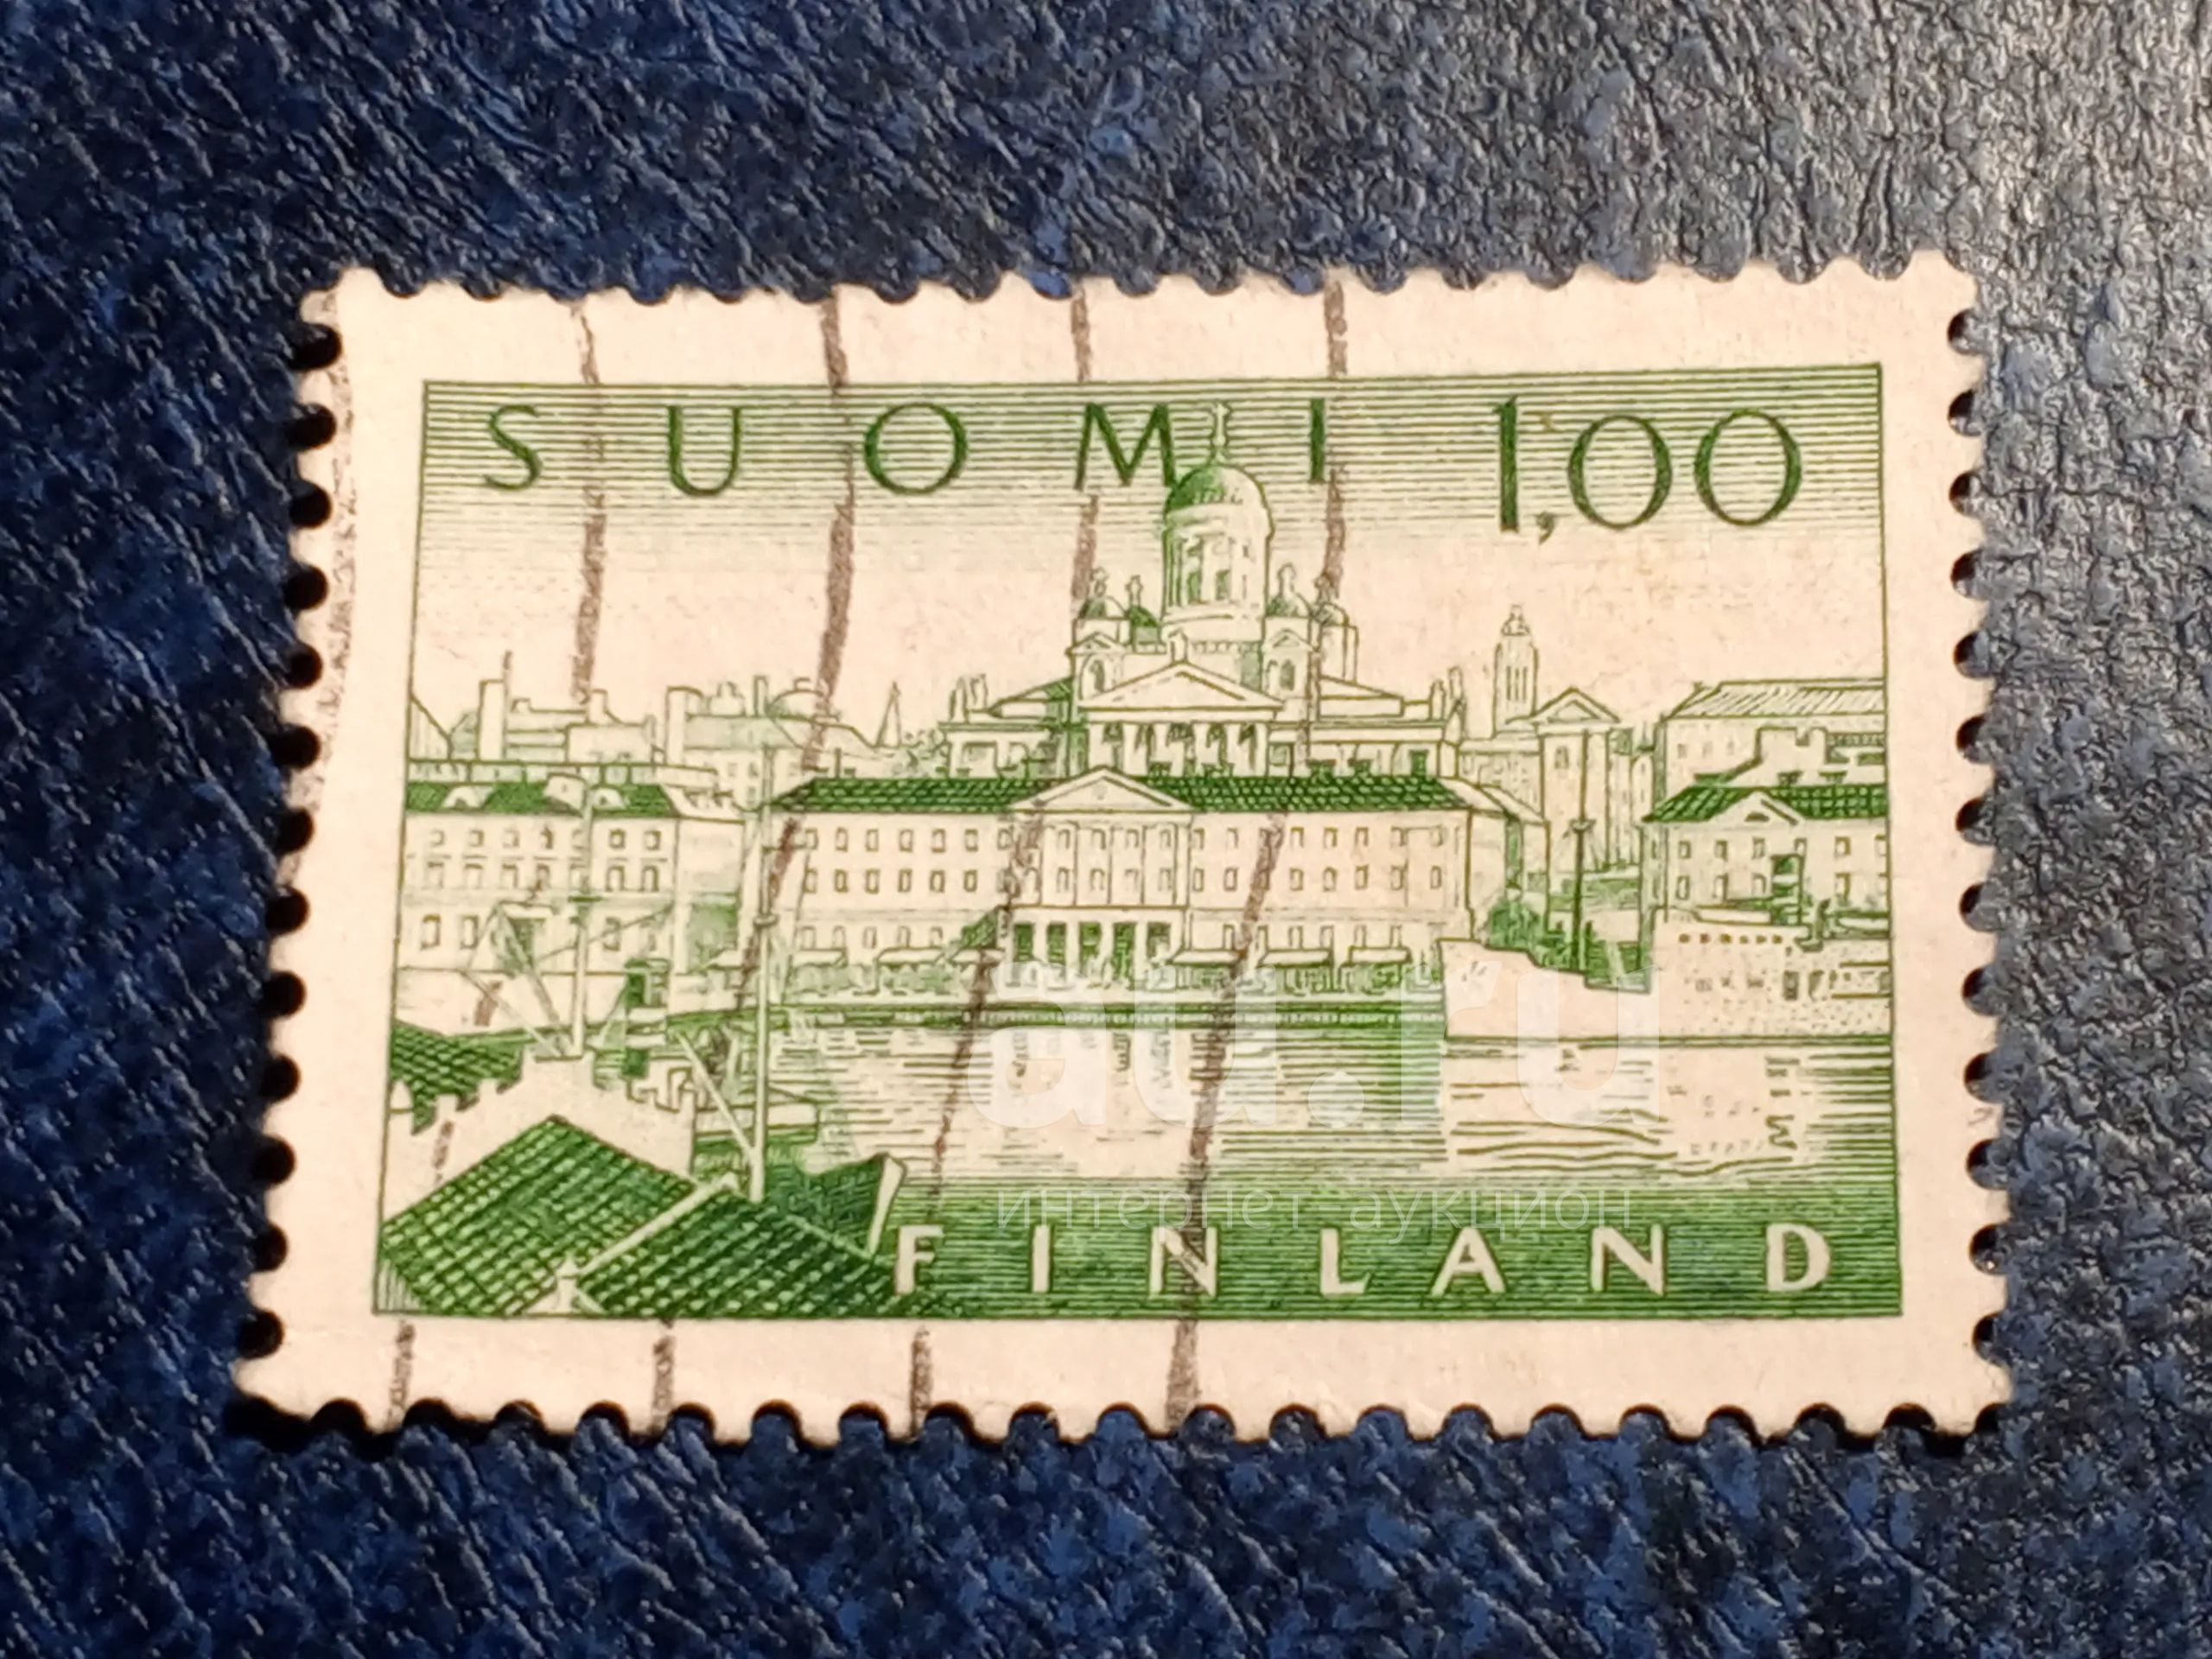 SUOMI 1,00
au.ru
интернет аукцион
FINLAND